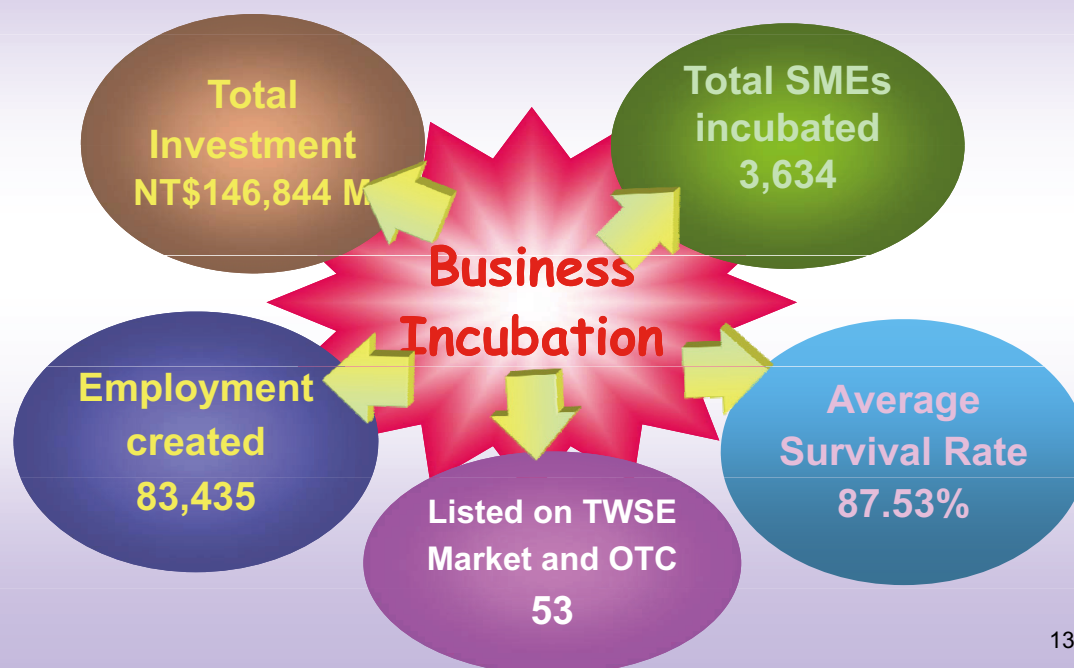 Total
Investment
NT$146,844 M
Total SMEs
incubated
3,634
Business
Incubation
Employment
created
83,435
Average
Survival Rate
87.53%
Listed on TWSE
Market and OTC
53
13